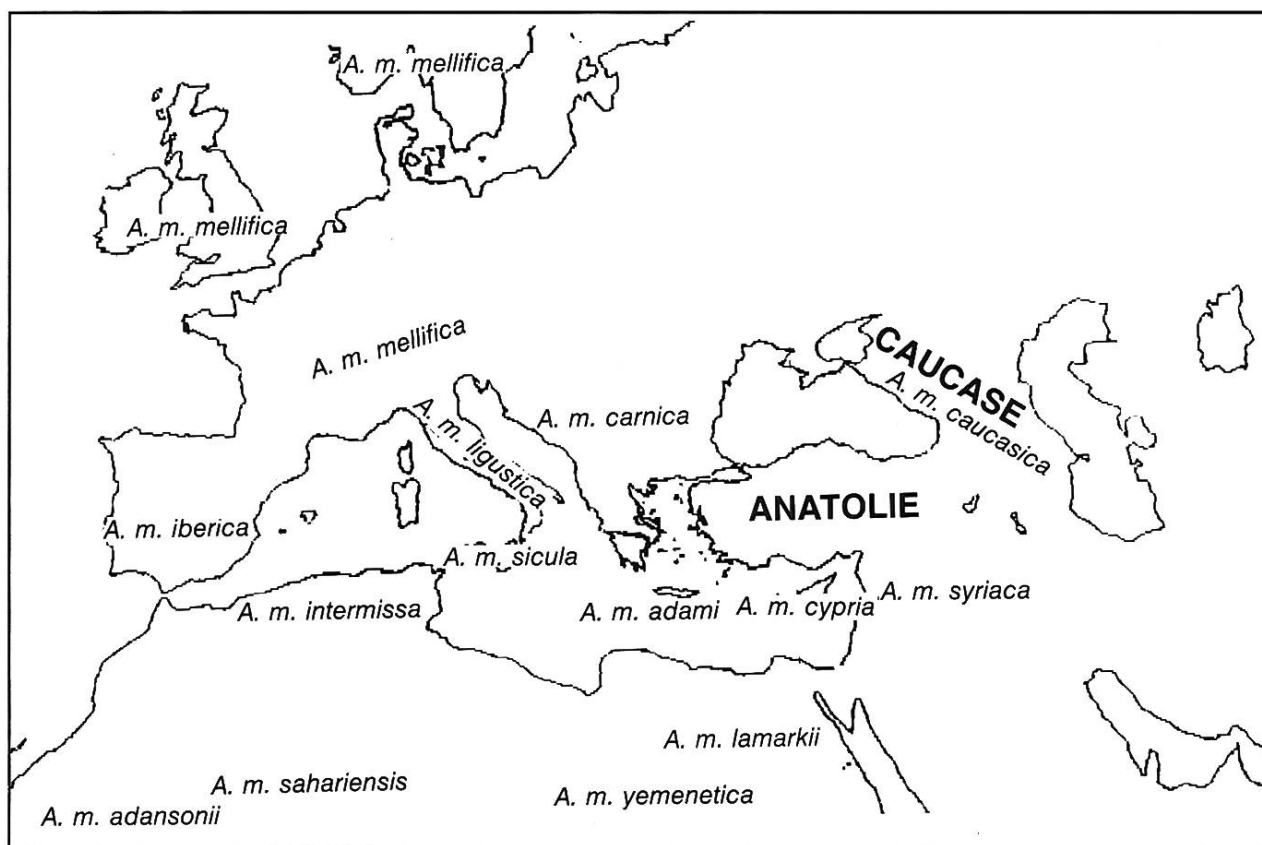 A. m. mellifica
A. m. mellifica
A. m. mellifica
CAUCASE
A. m. caucasica
A. m. ligustica
A. m. carnica
ANATOLIE
A. m. iberica
A. m. sicula
A. m. intermissa
A. m. adami
A. m. cypria
A. m. syriaca
A. m. lamarkii
A. m. sahariensis
A. m. yemenetica
A. m. adansonii